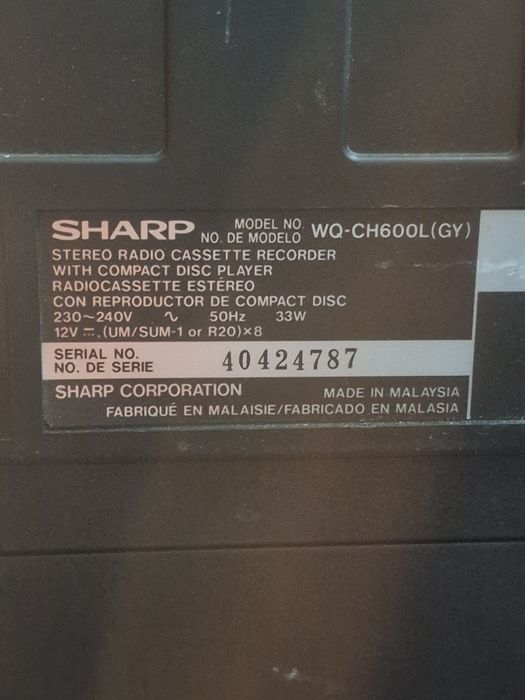 SHARP MODEL NO. WQ-CH600L(GY)
NO. DE MODELO
STEREO RADIO CASSETTE RECORDER
WITH COMPACT DISC PLAYER
RADIOCASSETTE ESTÉREO
CON REPRODUCTOR DE COMPACT DISC
230~240V ∿ 50Hz 33W
12V ⎓,(UM/SUM-1 or R20)×8
SERIAL NO. 40424787
NO. DE SERIE
SHARP CORPORATION MADE IN MALAYSIA
FABRIQUÉ EN MALAISIE/FABRICADO EN MALASIA